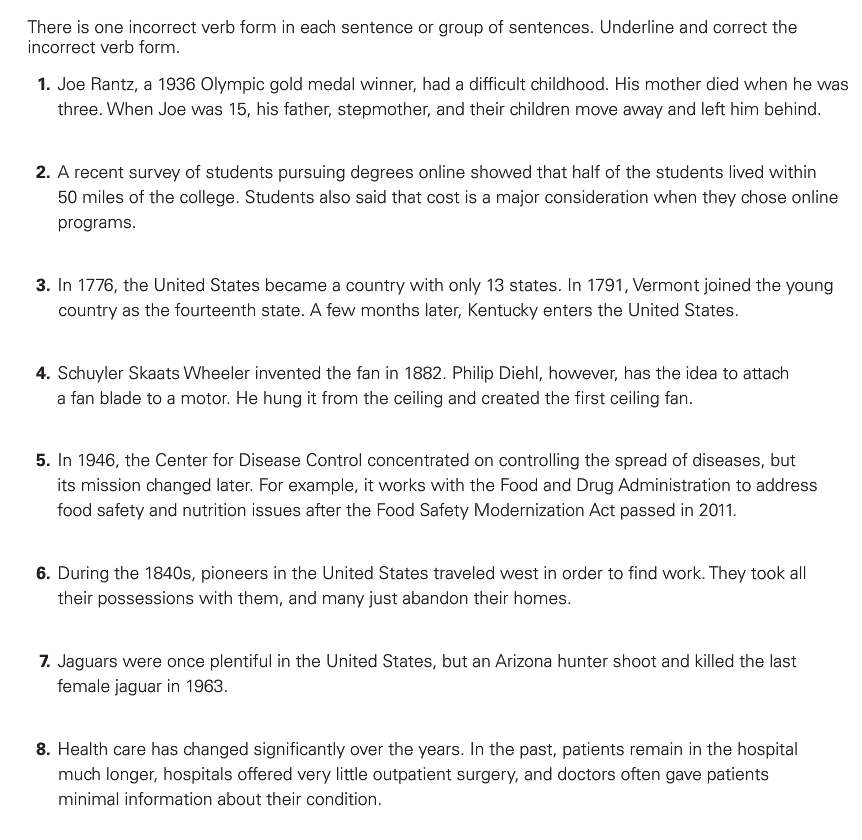 There is one incorrect verb form in each sentence or group of sentences. Underline and correct the
incorrect verb form.
1. Joe Rantz, a 1936 Olympic gold medal winner, had a difficult childhood. His mother died when he was
three. When Joe was 15, his father, stepmother, and their children move away and left him behind.
2. A recent survey of students pursuing degrees online showed that half of the students lived within
50 miles of the college. Students also said that cost is a major consideration when they chose online
programs.
3. In 1776, the United States became a country with only 13 states. In 1791, Vermont joined the young
country as the fourteenth state. A few months later, Kentucky enters the United States.
4. Schuyler Skaats Wheeler invented the fan in 1882. Philip Diehl, however, has the idea to attach
a fan blade to a motor. He hung it from the ceiling and created the first ceiling fan.
5. In 1946, the Center for Disease Control concentrated on controlling the spread of diseases, but
its mission changed later. For example, it works with the Food and Drug Administration to address
food safety and nutrition issues after the Food Safety Modernization Act passed in 2011.
6. During the 1840s, pioneers in the United States traveled west in order to find work. They took all
their possessions with them, and many just abandon their homes.
7. Jaguars were once plentiful in the United States, but an Arizona hunter shoot and killed the last
female jaguar in 1963.
8. Health care has changed significantly over the years. In the past, patients remain in the hospital
much longer, hospitals offered very little outpatient surgery, and doctors often gave patients
minimal information about their condition.